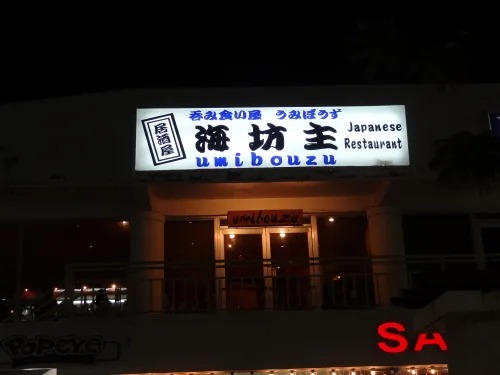 呑み食い屋 うみぼうず
居酒屋
海坊主
Japanese
Restaurant
umibouzu
umibouzu
POPEYE
SA